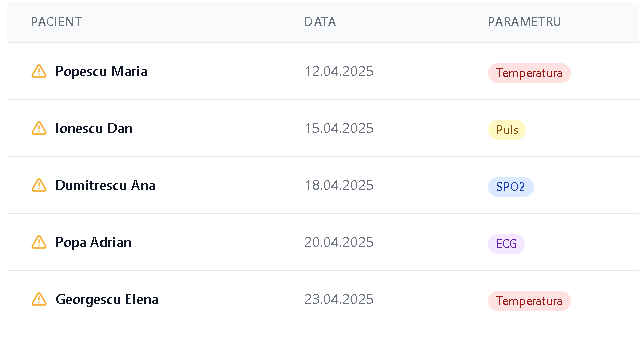 PACIENT DATA PARAMETRU
Popescu Maria 12.04.2025 Temperatura
Ionescu Dan 15.04.2025 Puls
Dumitrescu Ana 18.04.2025 SPO2
Popa Adrian 20.04.2025 ECG
Georgescu Elena 23.04.2025 Temperatura